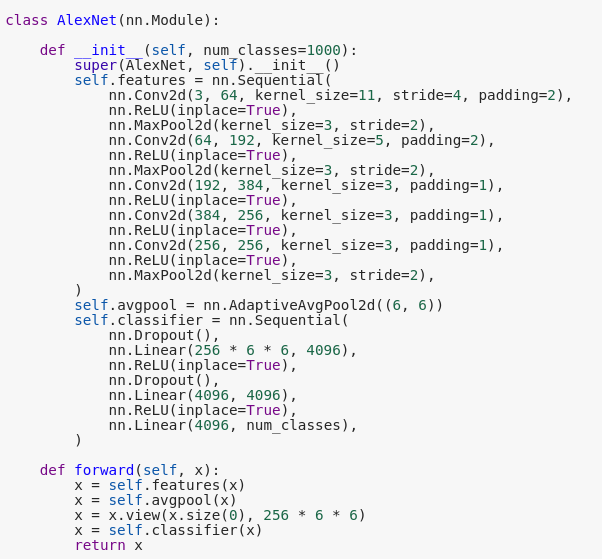 class AlexNet(nn.Module):

    def __init__(self, num_classes=1000):
        super(AlexNet, self).__init__()
        self.features = nn.Sequential(
            nn.Conv2d(3, 64, kernel_size=11, stride=4, padding=2),
            nn.ReLU(inplace=True),
            nn.MaxPool2d(kernel_size=3, stride=2),
            nn.Conv2d(64, 192, kernel_size=5, padding=2),
            nn.ReLU(inplace=True),
            nn.MaxPool2d(kernel_size=3, stride=2),
            nn.Conv2d(192, 384, kernel_size=3, padding=1),
            nn.ReLU(inplace=True),
            nn.Conv2d(384, 256, kernel_size=3, padding=1),
            nn.ReLU(inplace=True),
            nn.Conv2d(256, 256, kernel_size=3, padding=1),
            nn.ReLU(inplace=True),
            nn.MaxPool2d(kernel_size=3, stride=2),
        )
        self.avgpool = nn.AdaptiveAvgPool2d((6, 6))
        self.classifier = nn.Sequential(
            nn.Dropout(),
            nn.Linear(256 * 6 * 6, 4096),
            nn.ReLU(inplace=True),
            nn.Dropout(),
            nn.Linear(4096, 4096),
            nn.ReLU(inplace=True),
            nn.Linear(4096, num_classes),
        )

    def forward(self, x):
        x = self.features(x)
        x = self.avgpool(x)
        x = x.view(x.size(0), 256 * 6 * 6)
        x = self.classifier(x)
        return x